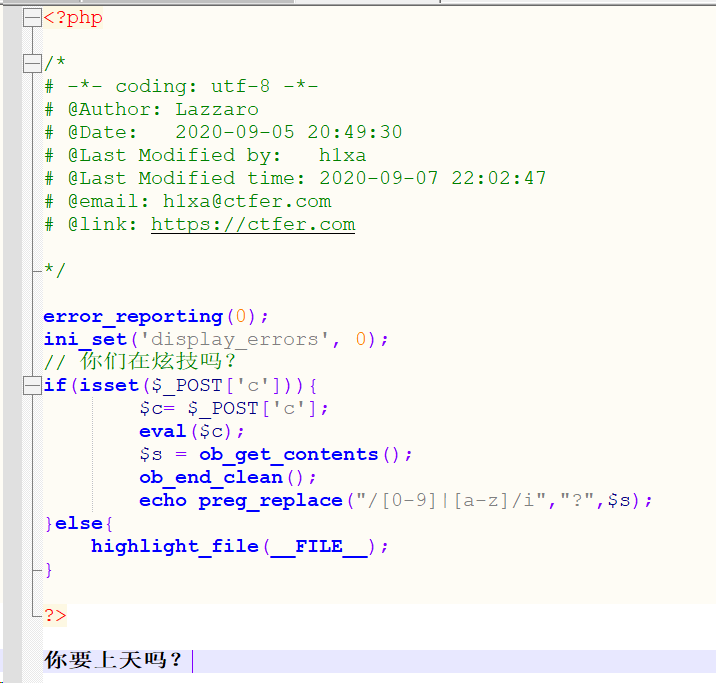 <?php
/*
# -*- coding: utf-8 -*-
# @Author: Lazzaro
# @Date:   2020-09-05 20:49:30
# @Last Modified by:   h1xa
# @Last Modified time: 2020-09-07 22:02:47
# @email: h1xa@ctfer.com
# @link: https://ctfer.com
*/
error_reporting(0);
ini_set('display_errors', 0);
// 你们在炫技吗？
if(isset($_POST['c'])){
        $c= $_POST['c'];
        eval($c);
        $s = ob_get_contents();
        ob_end_clean();
        echo preg_replace("/[0-9]|[a-z]/i","?",$s);
}else{
    highlight_file(__FILE__);
}
?>
你要上天吗？